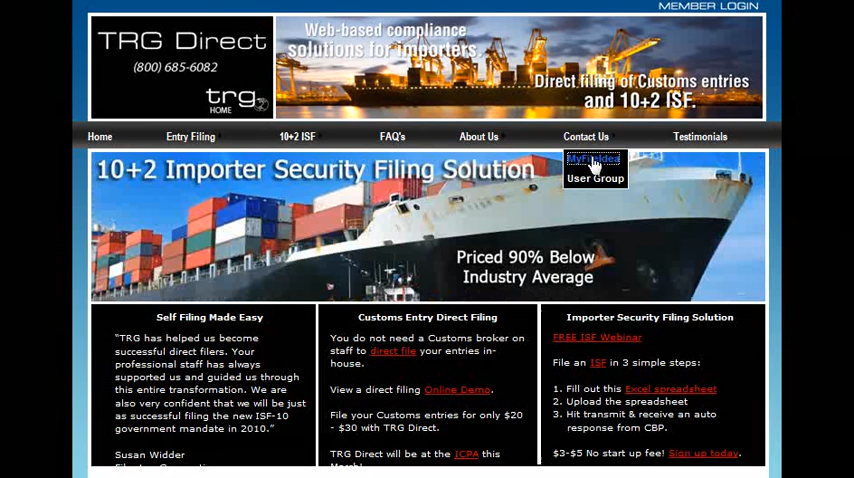 MEMBER LOGIN
TRG Direct
(800) 685-6082
trg
HOME
Web-based compliance
solutions for importers.
Direct filing of Customs entries
and 10+2 ISF.
Home
Entry Filing
10+2 ISF
FAQ's
About Us
Contact Us
Testimonials
User Group
10+2 Importer Security Filing Solution
Priced 90% Below
Industry Average
Self Filing Made Easy
"TRG has helped us become
successful direct filers. Your
professional staff has always
supported us and guided us through
this entire transformation. We are
also very confident that we will be just
as successful filing the new ISF-10
government mandate in 2010."
Susan Widder
Customs Entry Direct Filing
You do not need a Customs broker on
staff to direct file your entries in-
house.
View a direct filing Online Demo.
File your Customs entries for only $20
- $30 with TRG Direct.
TRG Direct will be at the ICPA this
Importer Security Filing Solution
FREE ISF Webinar
File an ISF in 3 simple steps:
1. Fill out this Excel spreadsheet
2. Upload the spreadsheet
3. Hit transmit & receive an auto
response from CBP.
$3-$5 No start up fee! Sign up today.